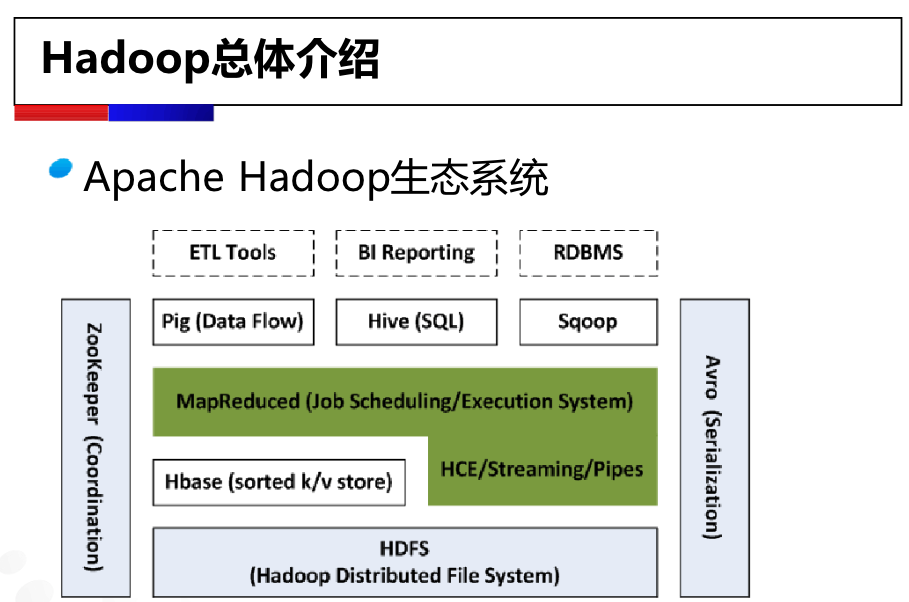 Hadoop总体介绍
Apache Hadoop生态系统
ETL Tools
BI Reporting
RDBMS
Pig (Data Flow)
Hive (SQL)
Sqoop
ZooKeeper (Coordination)
MapReduced (Job Scheduling/Execution System)
HCE/Streaming/Pipes
Hbase (sorted k/v store)
HDFS
(Hadoop Distributed File System)
Avro (Serialization)